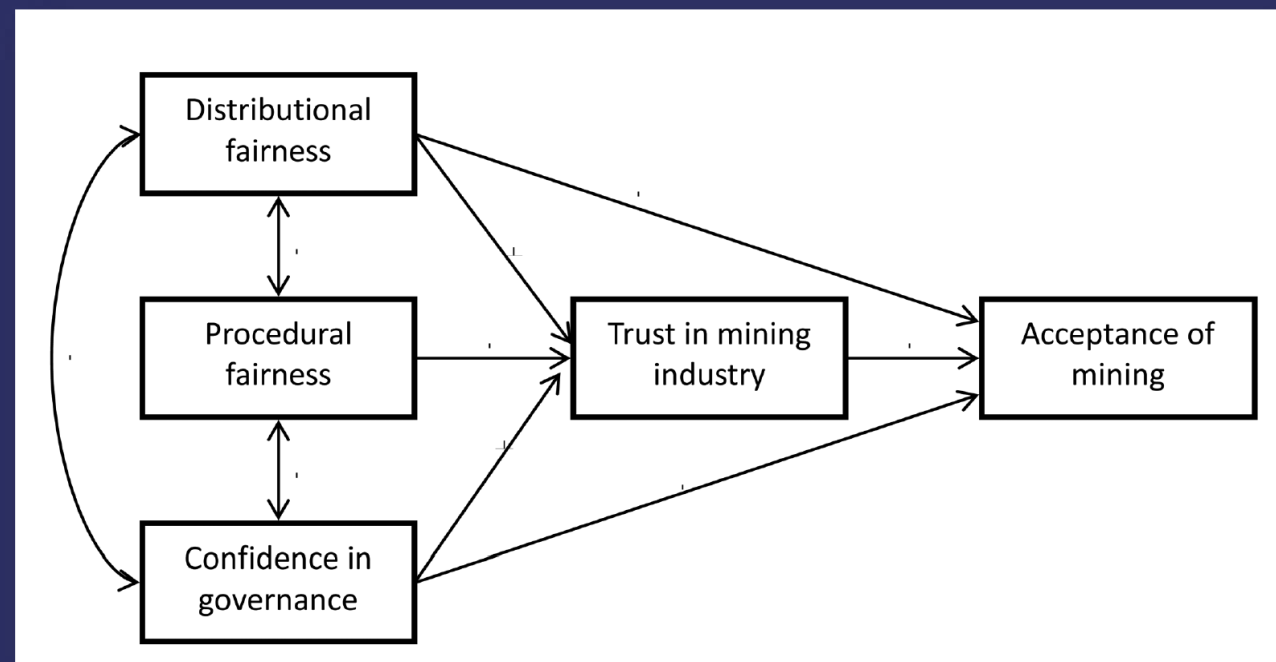 Distributional
fairness
Procedural
fairness
Trust in mining
industry
Acceptance of
mining
Confidence in
governance